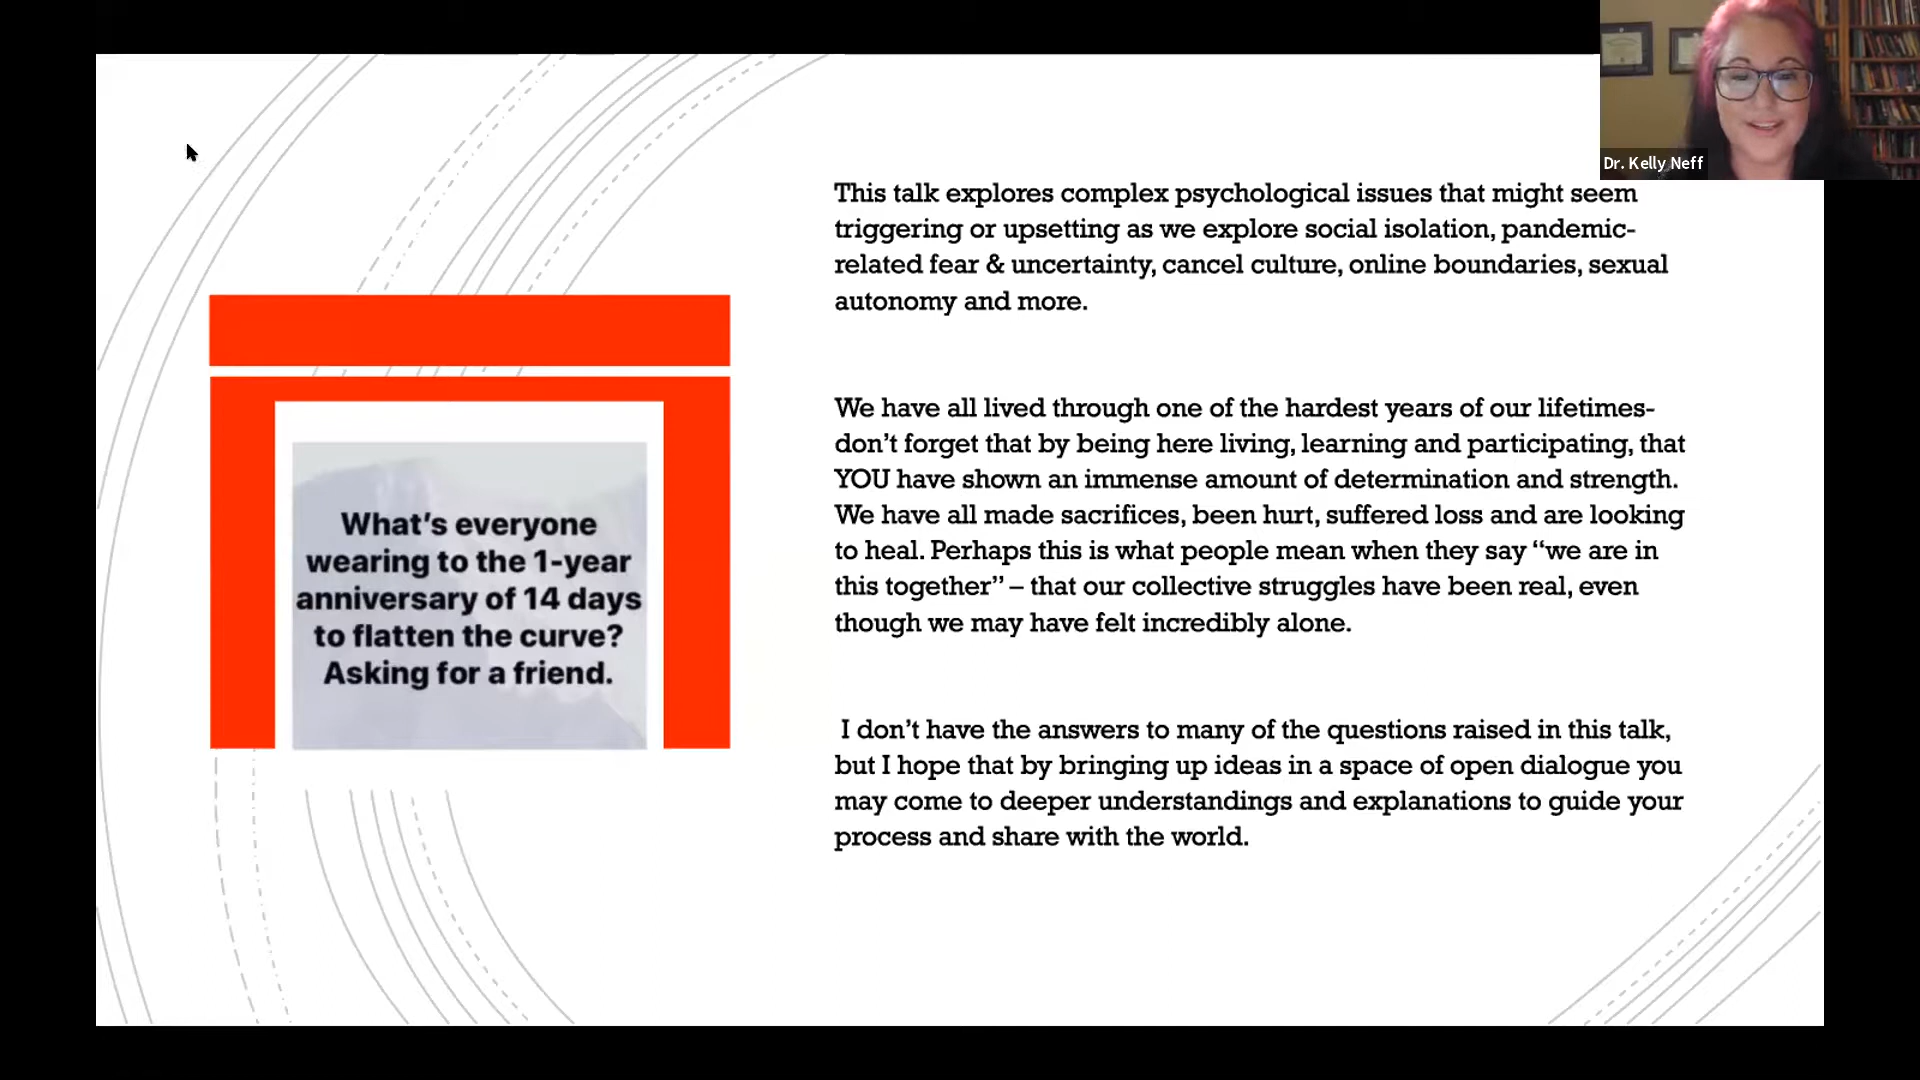 Dr. Kelly Neff
This talk explores complex psychological issues that might seem
triggering or upsetting as we explore social isolation, pandemic-
related fear & uncertainty, cancel culture, online boundaries, sexual
autonomy and more.
We have all lived through one of the hardest years of our lifetimes-
don’t forget that by being here living, learning and participating, that
YOU have shown an immense amount of determination and strength.
We have all made sacrifices, been hurt, suffered loss and are looking
to heal. Perhaps this is what people mean when they say “we are in
this together” – that our collective struggles have been real, even
though we may have felt incredibly alone.
I don’t have the answers to many of the questions raised in this talk,
but I hope that by bringing up ideas in a space of open dialogue you
may come to deeper understandings and explanations to guide your
process and share with the world.
What’s everyone
wearing to the 1-year
anniversary of 14 days
to flatten the curve?
Asking for a friend.